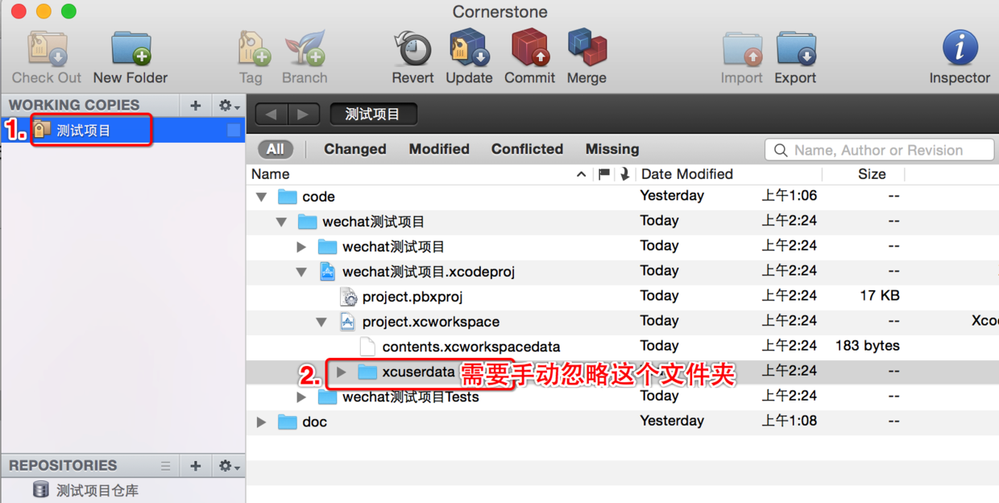 Cornerstone
Check Out New Folder Tag Branch Revert Update Commit Merge Import Export Inspector
WORKING COPIES
1. 测试项目
测试项目
All Changed Modified Conflicted Missing Name, Author or Revision
Name Date Modified Size
code Yesterday 上午1:06 --
wechat测试项目 Today 上午2:24 --
wechat测试项目 Today 上午2:24 --
wechat测试项目.xcodeproj Today 上午2:24 --
project.pbxproj Today 上午2:24 17 KB
project.xcworkspace Today 上午2:24 -- Xco
contents.xcworkspacedata Today 上午2:24 183 bytes
2. xcuserdata 需要手动忽略这个文件夹 上午2:24 --
wechat测试项目Tests Today 上午2:24 --
doc Yesterday 上午1:08 --
REPOSITORIES
测试项目仓库